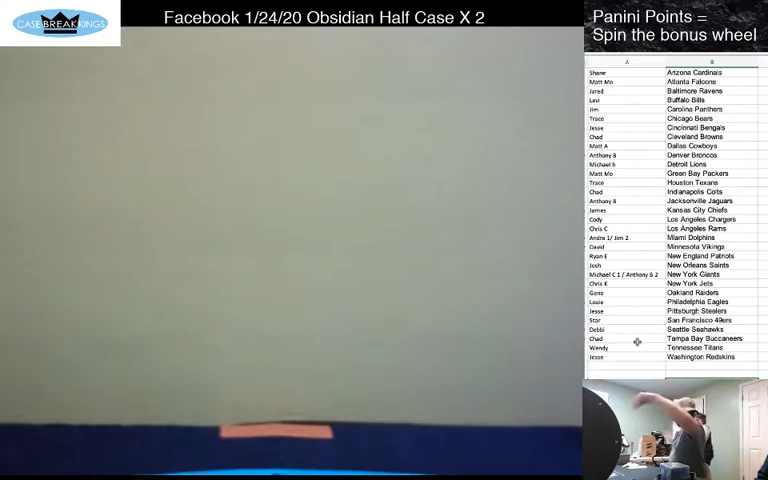 CASE BREAK KINGS
Facebook 1/24/20 Obsidian Half Case X 2
Panini Points =
Spin the bonus wheel
A B
Shane Arizona Cardinals
Matt Mo Atlanta Falcons
Jared Baltimore Ravens
Levi Buffalo Bills
Jim Carolina Panthers
Trace Chicago Bears
Jesse Cincinnati Bengals
Chad Cleveland Browns
Matt A Dallas Cowboys
Anthony B Denver Broncos
Michael h Detroit Lions
Matt Mo Green Bay Packers
Trace Houston Texans
Chad Indianapolis Colts
Anthony B Jacksonville Jaguars
James Kansas City Chiefs
Cody Los Angeles Chargers
Chris C Los Angeles Rams
Andre 1/ Jim 2 Miami Dolphins
David Minnesota Vikings
Ryan E New England Patriots
Josh New Orleans Saints
Michael C 1 / Anthony B 2 New York Giants
Chris K New York Jets
Gene Oakland Raiders
Louie Philadelphia Eagles
Jesse Pittsburgh Steelers
Star San Francisco 49ers
Debbi Seattle Seahawks
Chad Tampa Bay Buccaneers
Wendy Tennessee Titans
Jesse Washington Redskins